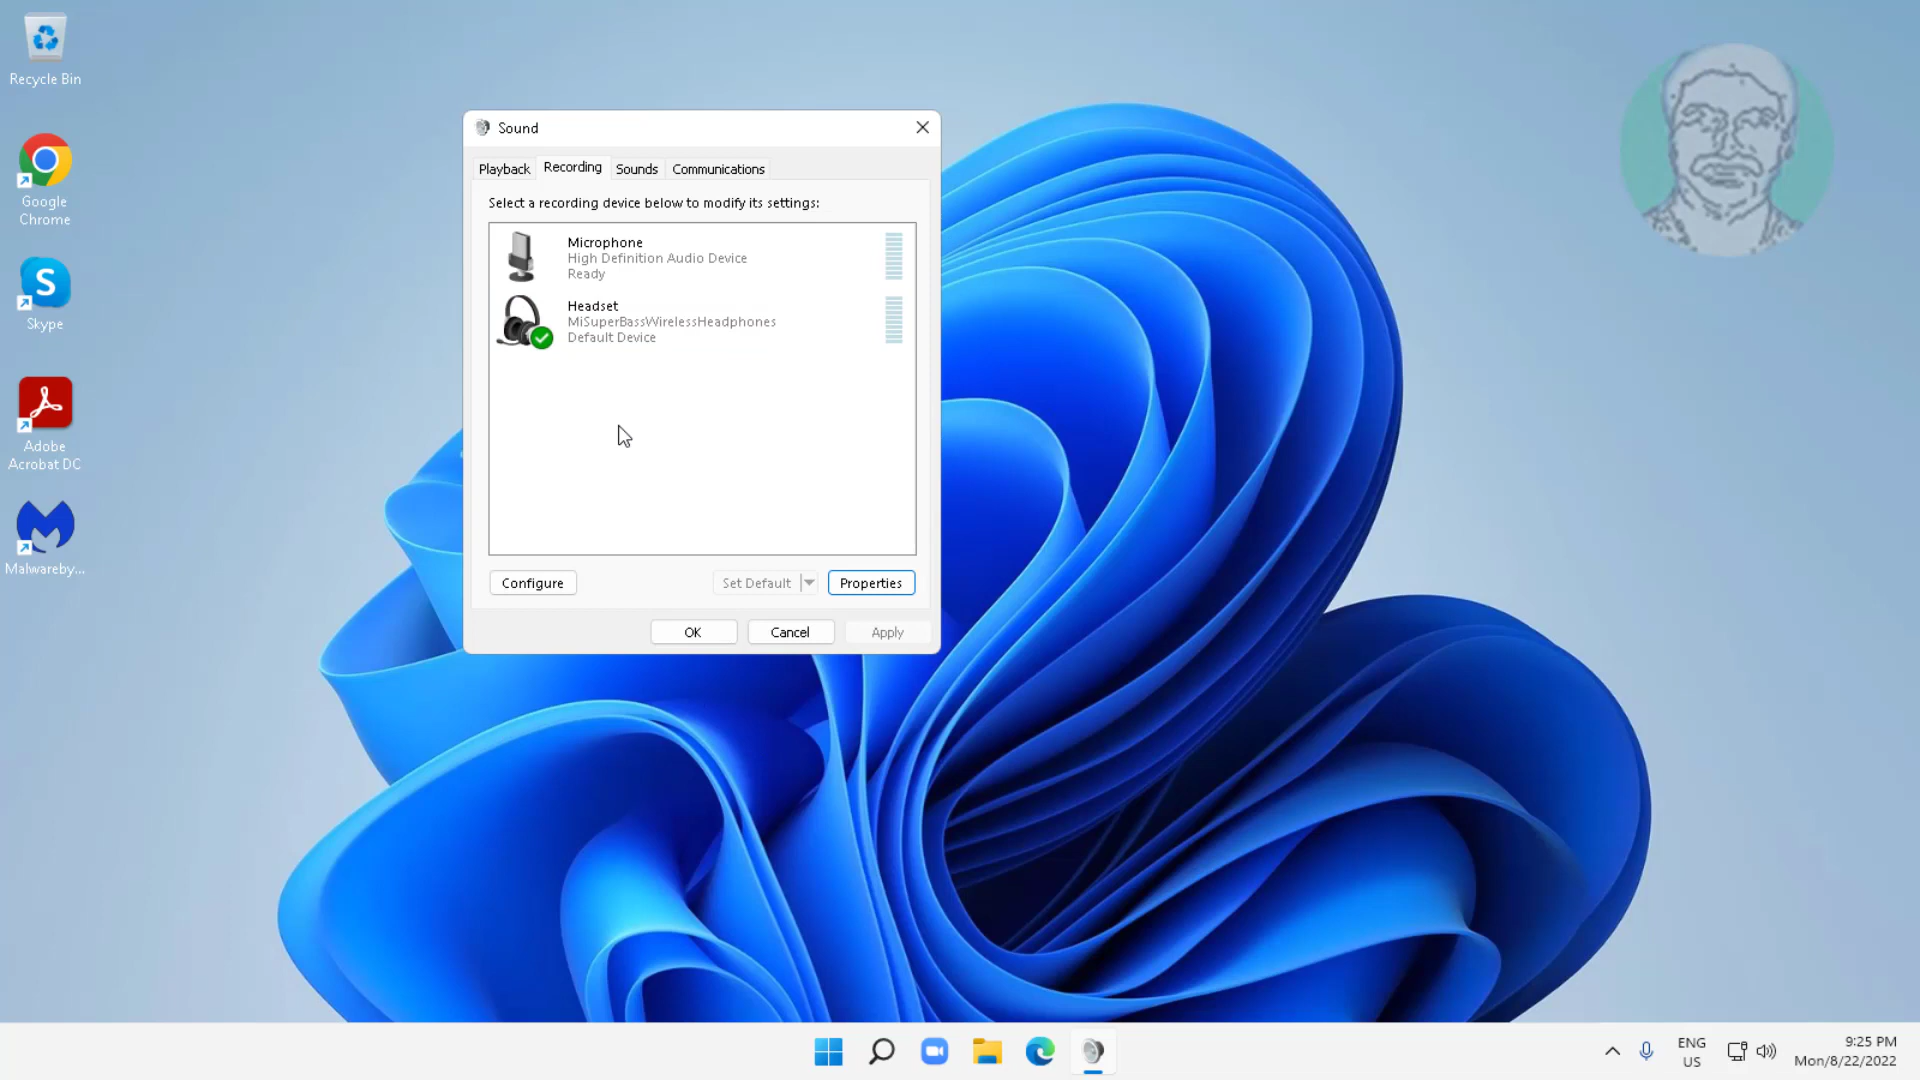 Recycle Bin
Google
Chrome
Skype
Adobe
Acrobat DC
Malwareby...
Sound
Playback Recording Sounds Communications
Select a recording device below to modify its settings:
Microphone
High Definition Audio Device
Ready
Headset
MiSuperBassWirelessHeadphones
Default Device
Configure Set Default Properties
OK Cancel Apply
ENG
US
9:25 PM
Mon/8/22/2022